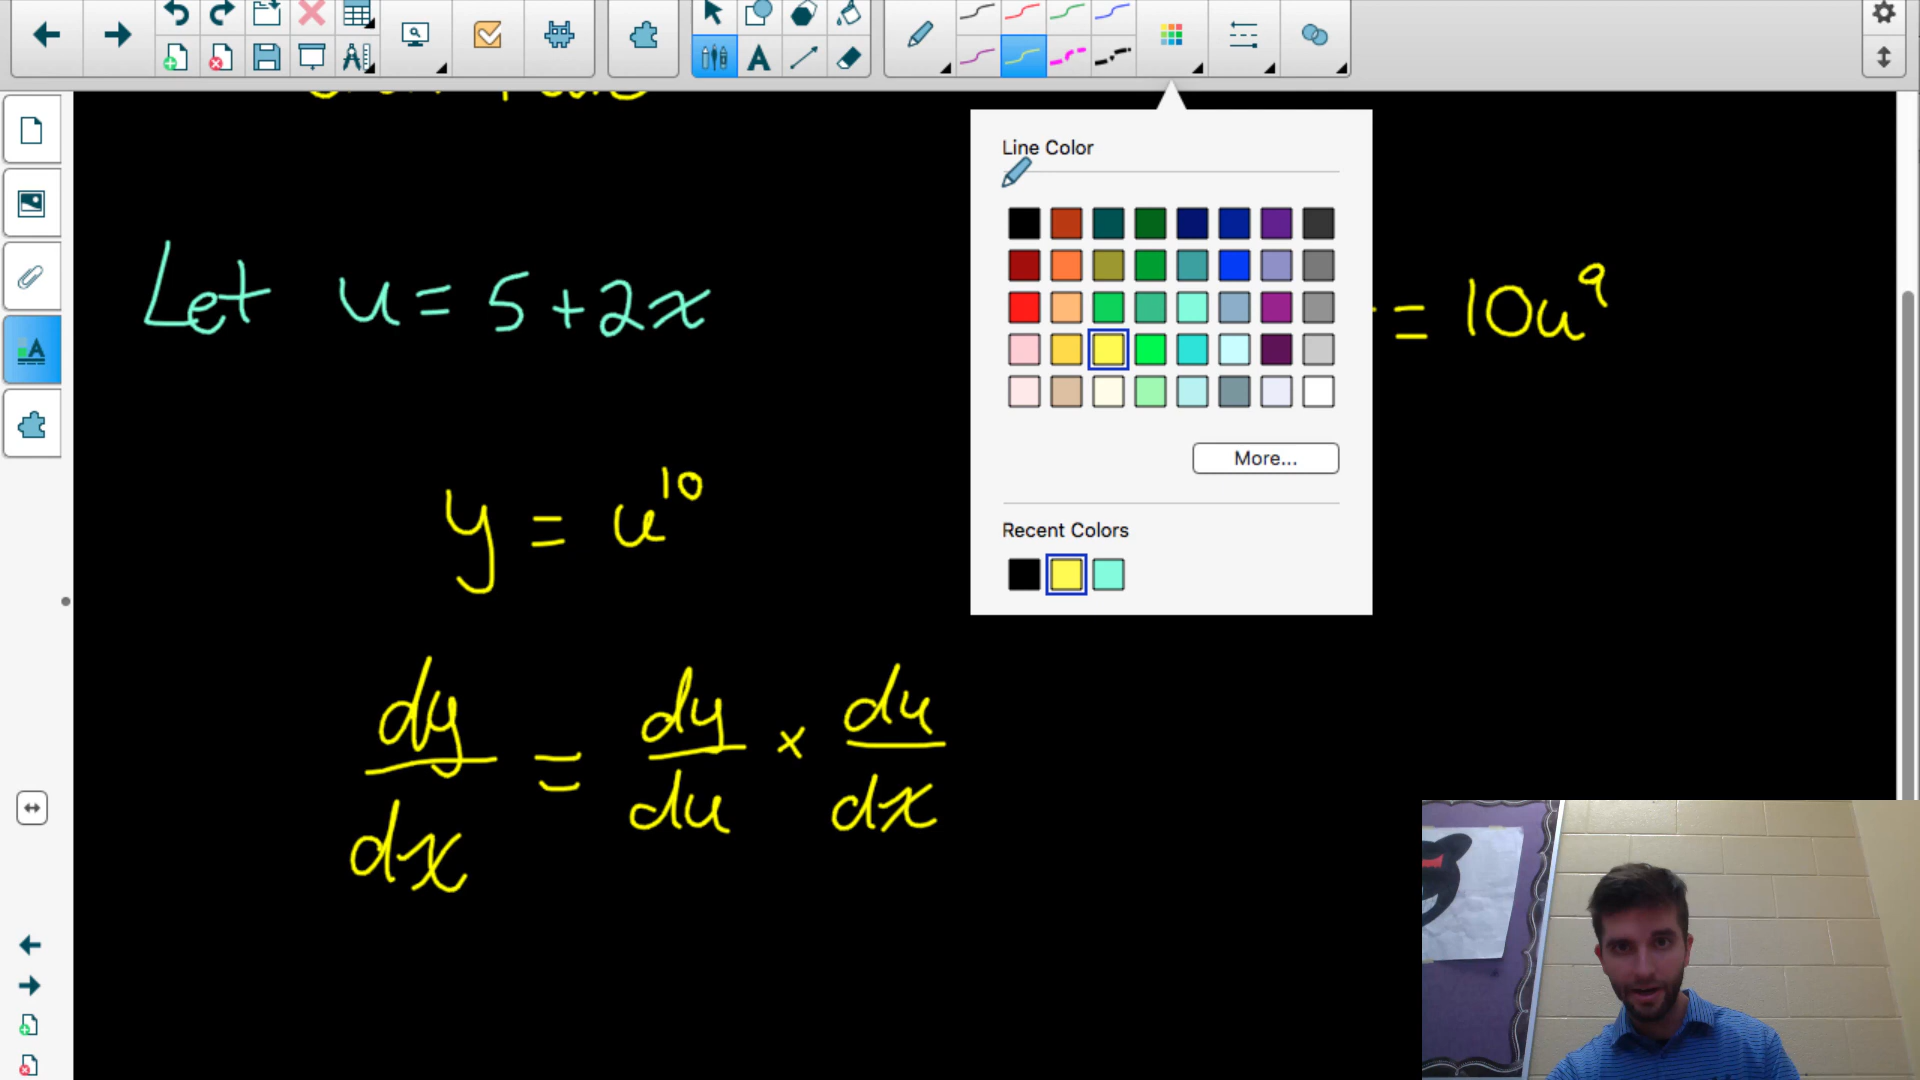 Line Color
Let u = 5 + 2x
= 10u⁹
More...
y = u¹⁰
Recent Colors
dy/dx = dy/du × du/dx